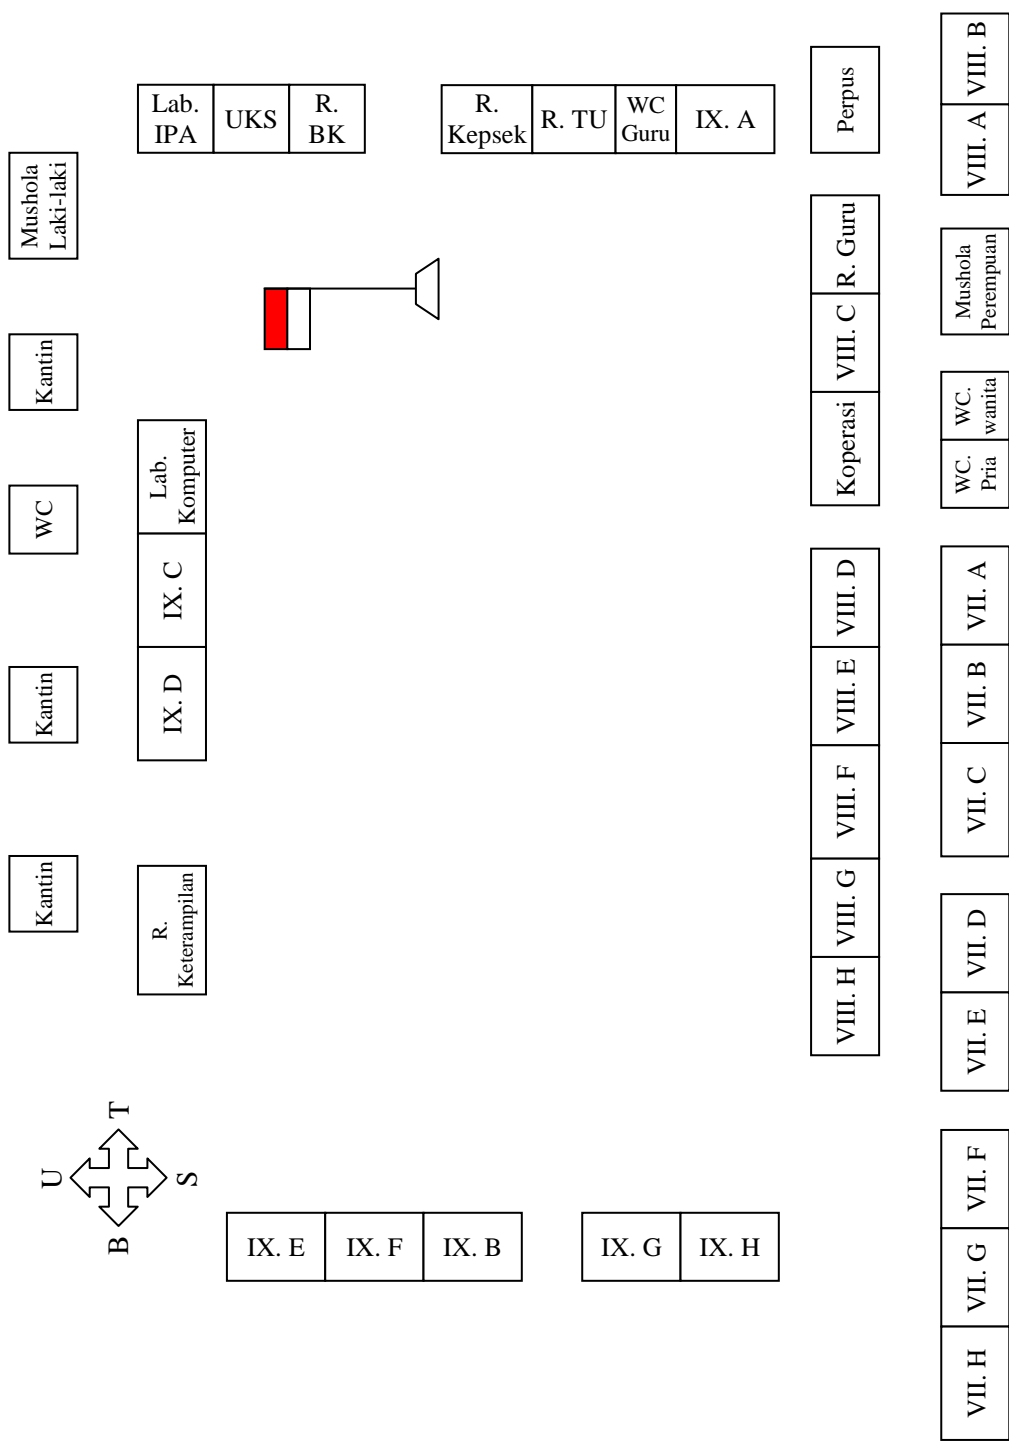 Lab.
IPA
UKS
R.
BK
R.
Kepsek
R. TU
WC
Guru
IX. A
Perpus
VIII. B
VIII. A
Mushola
Laki-laki
R. Guru
VIII. C
Koperasi
Mushola
Perempuan
Kantin
WC.
wanita
WC.
Pria
WC
Lab.
Komputer
IX. C
IX. D
Kantin
VIII. D
VIII. E
VIII. F
VIII. G
VIII. H
VII. A
VII. B
VII. C
Kantin
R.
Keterampilan
VII. D
VII. E
U
T
B
S
IX. E
IX. F
IX. B
IX. G
IX. H
VII. F
VII. G
VII. H